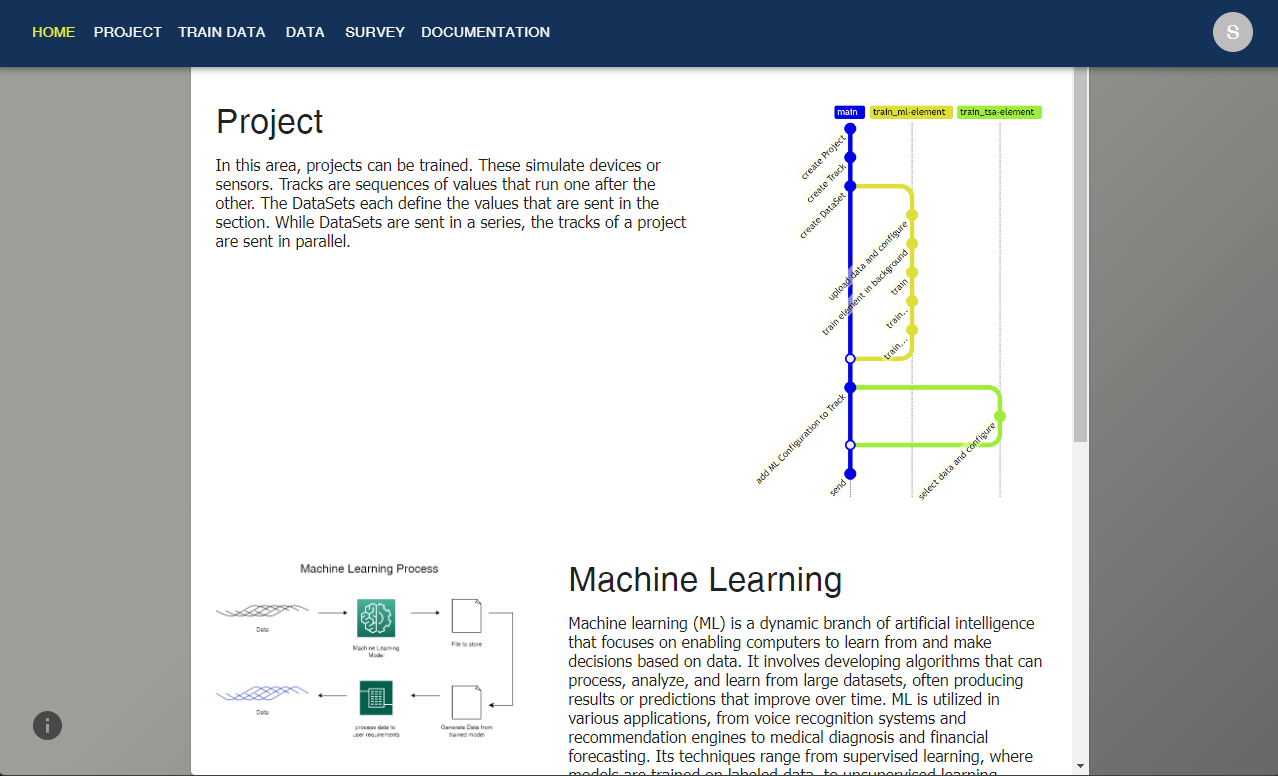 HOME PROJECT TRAIN DATA DATA SURVEY DOCUMENTATION
S
Project
In this area, projects can be trained. These simulate devices or
sensors. Tracks are sequences of values that run one after the
other. The DataSets each define the values that are sent in the
section. While DataSets are sent in a series, the tracks of a project
are sent in parallel.
main train_ml-element train_tsa-element
create Project
create Track
create DataSet
upload data and configure
train element in background
train
train..
train...
add ML Configuration to Track
select data and configure
send
Machine Learning Process
Data
Machine Learning
Model
File to store
Data
process data to
user requirements
Generate Data from
trained model
Machine Learning
Machine learning (ML) is a dynamic branch of artificial intelligence
that focuses on enabling computers to learn from and make
decisions based on data. It involves developing algorithms that can
process, analyze, and learn from large datasets, often producing
results or predictions that improve over time. ML is utilized in
various applications, from voice recognition systems and
recommendation engines to medical diagnosis and financial
forecasting. Its techniques range from supervised learning, where
models are trained on labeled data, to unsupervised learning,
i